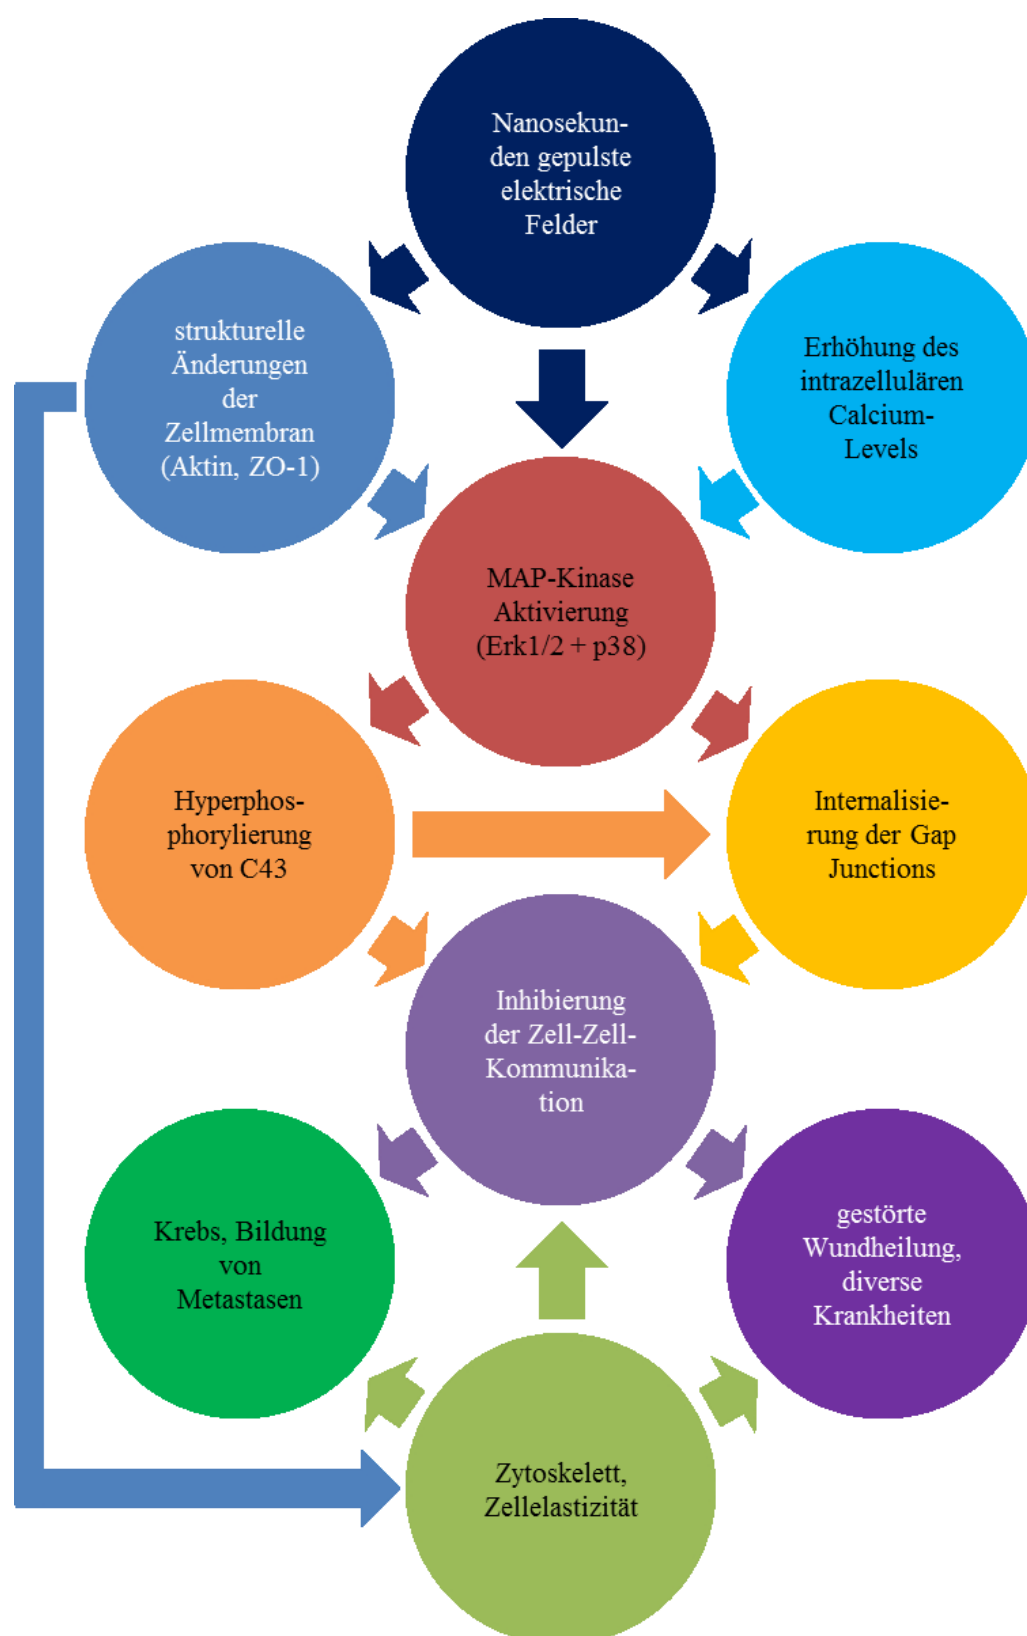 Nanosekun-
den gepulste
elektrische
Felder
strukturelle
Änderungen
der
Zellmembran
(Aktin, ZO-1)
Erhöhung des
intrazellulären
Calcium-
Levels
MAP-Kinase
Aktivierung
(Erk1/2 + p38)
Hyperphos-
phorylierung
von C43
Internalisie-
rung der Gap
Junctions
Inhibierung
der Zell-Zell-
Kommunika-
tion
Krebs, Bildung
von
Metastasen
gestörte
Wundheilung,
diverse
Krankheiten
Zytoskelett,
Zellelastizität